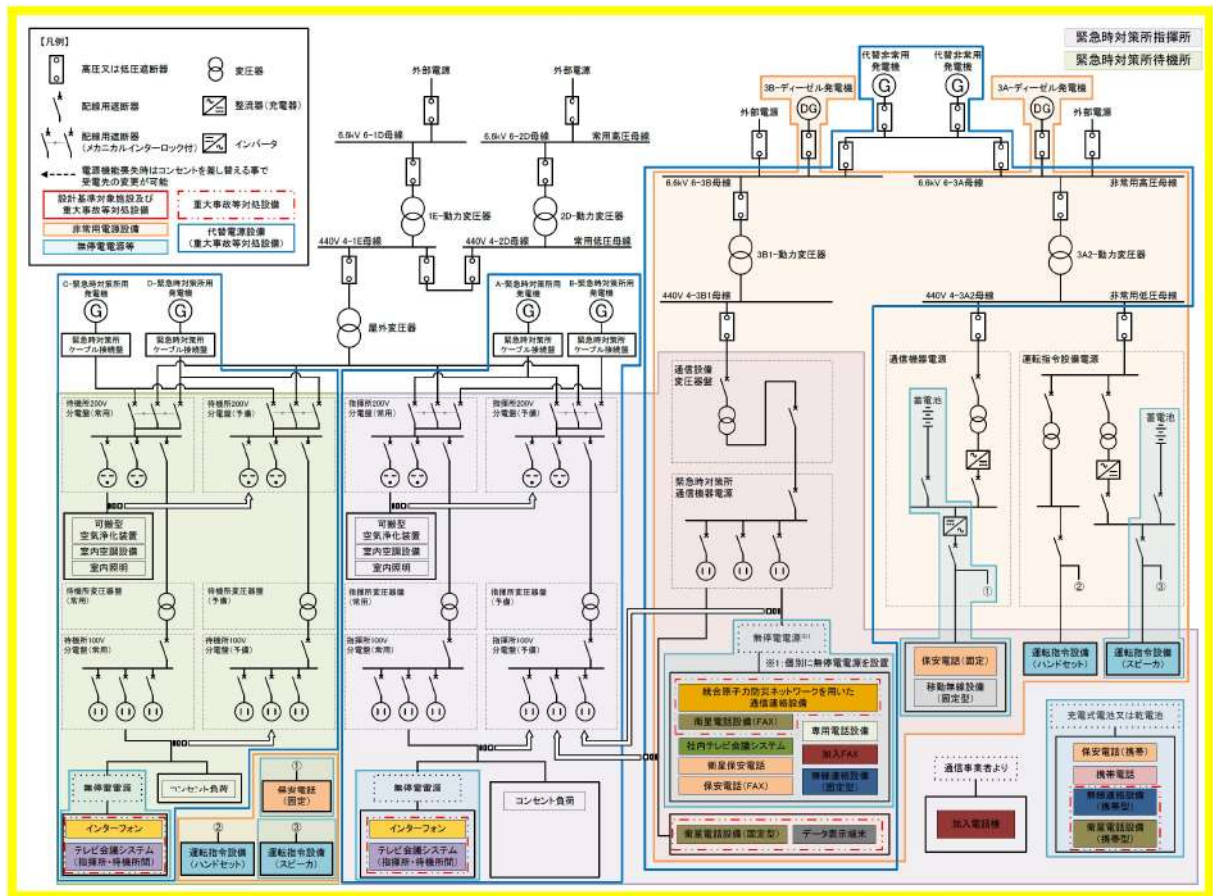 【凡例】
高圧又は低圧遮断器
変圧器
配線用遮断器
整流器(充電器)
配線用遮断器
(メカニカルインターロック付)
インバータ
電源機能喪失時はコンセントを差し替える事で
受電先の変更が可能
設計基準対象施設及び
重大事故等対処設備
重大事故等対処設備
非常用電源設備
無停電電源等
代替電源設備
(重大事故等対処設備)
緊急時対策所指揮所
緊急時対策所待機所
外部電源
外部電源
6.6kV 6-1D母線
6.6kV 6-2D母線
常用高圧母線
1E-動力変圧器
2D-動力変圧器
440V 4-1E母線
440V 4-2D母線
常用低圧母線
屋外変圧器
代替非常用
発電機
G
代替非常用
発電機
G
3B-ディーゼル発電機
DG
3A-ディーゼル発電機
DG
外部電源
外部電源
6.6kV 6-3B母線
6.6kV 6-3A母線
非常用高圧母線
3B1-動力変圧器
3A2-動力変圧器
440V 4-3B1母線
440V 4-3A2母線
非常用低圧母線
C-緊急時対策所用
発電機
G
D-緊急時対策所用
発電機
G
A-緊急時対策所用
発電機
G
B-緊急時対策所用
発電機
G
緊急時対策所
ケーブル接続盤
緊急時対策所
ケーブル接続盤
緊急時対策所
ケーブル接続盤
緊急時対策所
ケーブル接続盤
待機所200V
分電盤(常用)
待機所200V
分電盤(予備)
指揮所200V
分電盤(常用)
指揮所200V
分電盤(予備)
可搬型
空気浄化装置
室内空調設備
室内照明
可搬型
空気浄化装置
室内空調設備
室内照明
待機所変圧器盤
(常用)
待機所変圧器盤
(予備)
指揮所変圧器盤
(常用)
指揮所変圧器盤
(予備)
待機所100V
分電盤(常用)
待機所100V
分電盤(予備)
指揮所100V
分電盤(常用)
指揮所100V
分電盤(予備)
無停電電源
コンセント負荷
インターフォン
テレビ会議システム
(指揮所・待機所間)
①
保安電話
(固定)
②
運転指令設備
(ハンドセット)
③
運転指令設備
(スピーカ)
無停電電源
コンセント負荷
インターフォン
テレビ会議システム
(指揮所・待機所間)
通信設備
変圧器盤
緊急時対策所
通信機器電源
通信機器電源
蓄電池
①
運転指令設備電源
蓄電池
②
③
無停電電源※1
※1:個別に無停電電源を設置
統合原子力防災ネットワークを用いた
通信連絡設備
衛星電話設備(FAX)
専用電話設備
社内テレビ会議システム
加入FAX
衛星保安電話
無線連絡設備
(固定型)
保安電話(FAX)
衛星電話設備(固定型)
データ表示端末
保安電話(固定)
移動無線設備
(固定型)
運転指令設備
(ハンドセット)
運転指令設備
(スピーカ)
通信事業者より
加入電話機
充電式電池又は乾電池
保安電話(携帯)
携帯電話
無線連絡設備
(携帯型)
衛星電話設備
(携帯型)